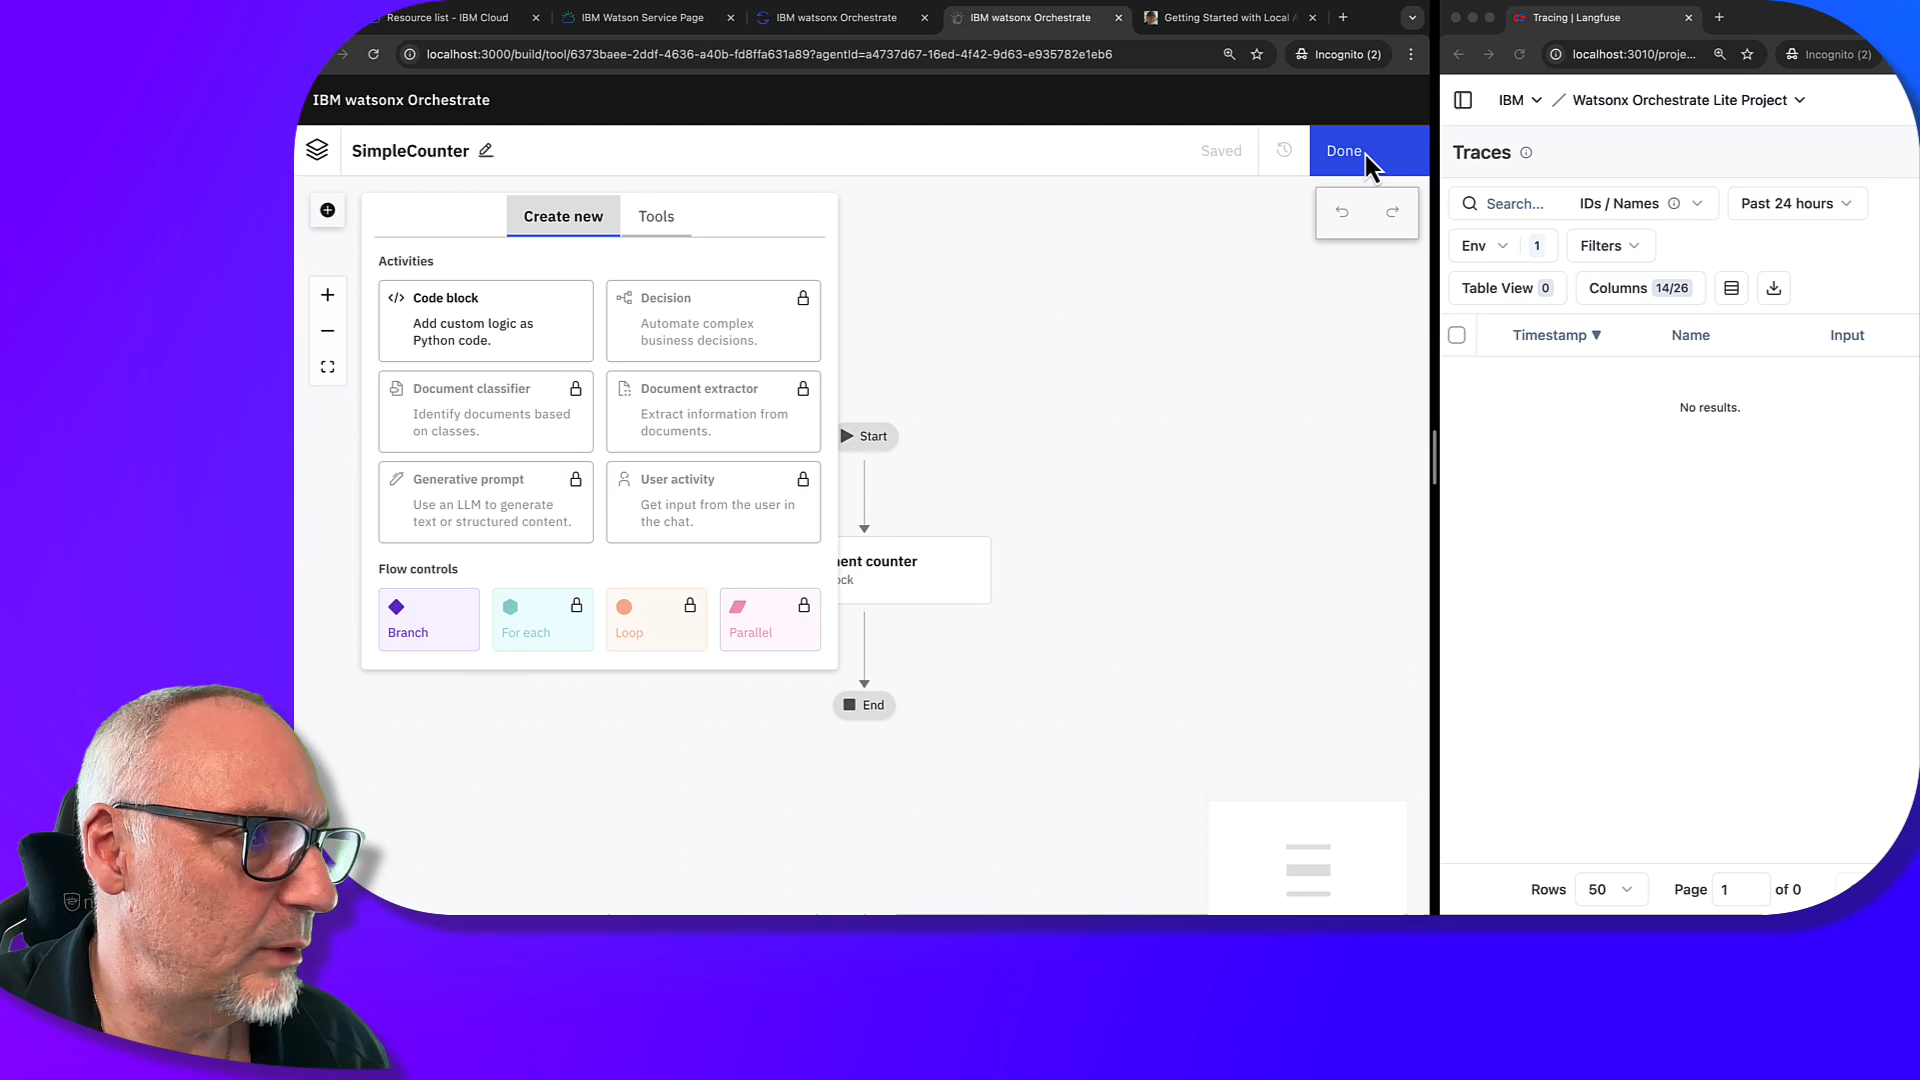 Resource list - IBM Cloud
IBM Watson Service Page
IBM watsonx Orchestrate
IBM watsonx Orchestrate
Getting Started with Local
localhost:3000/build/tool/6373baee-2ddf-4636-a40b-fd8ffa631a89?agentId=a4737d67-16ed-4f42-9d63-e935782e1eb6
Incognito (2)
IBM watsonx Orchestrate
SimpleCounter
Saved
Done
Create new
Tools
Activities
Code block
Add custom logic as
Python code.
Decision
Automate complex
business decisions.
Document classifier
Identify documents based
on classes.
Document extractor
Extract information from
documents.
Generative prompt
Use an LLM to generate
text or structured content.
User activity
Get input from the user in
the chat.
Flow controls
Branch
For each
Loop
Parallel
Start
ent counter
ock
End
Tracing | Langfuse
localhost:3010/proje...
Incognito (2)
IBM
Watsonx Orchestrate Lite Project
Traces
Search...
IDs / Names
Past 24 hours
Env
1
Filters
Table View 0
Columns 14/26
Timestamp ▼
Name
Input
No results.
Rows
50
Page
1
of 0